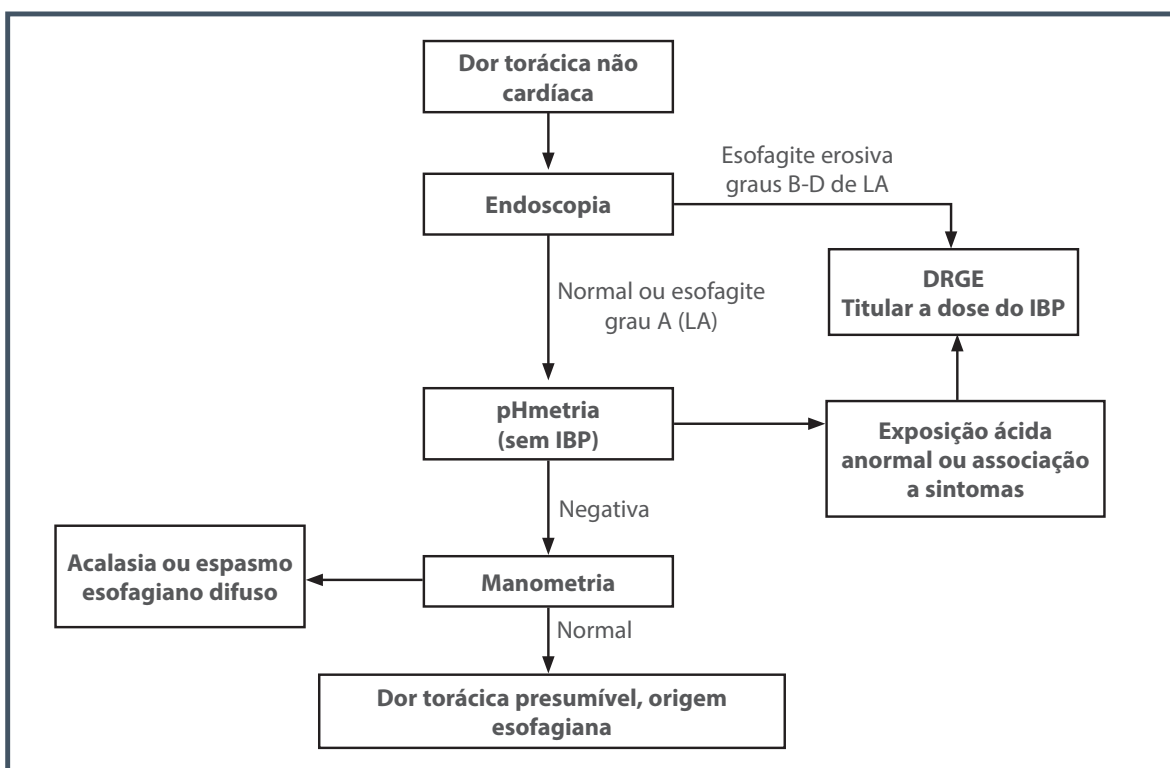 Dor torácica não
cardíaca
Esofagite erosiva
graus B-D de LA
Endoscopia
DRGE
Titular a dose do IBP
Normal ou esofagite
grau A (LA)
pHmetria
(sem IBP)
Exposição ácida
anormal ou associação
a sintomas
Negativa
Acalasia ou espasmo
esofagiano difuso
Manometria
Normal
Dor torácica presumível, origem
esofagiana